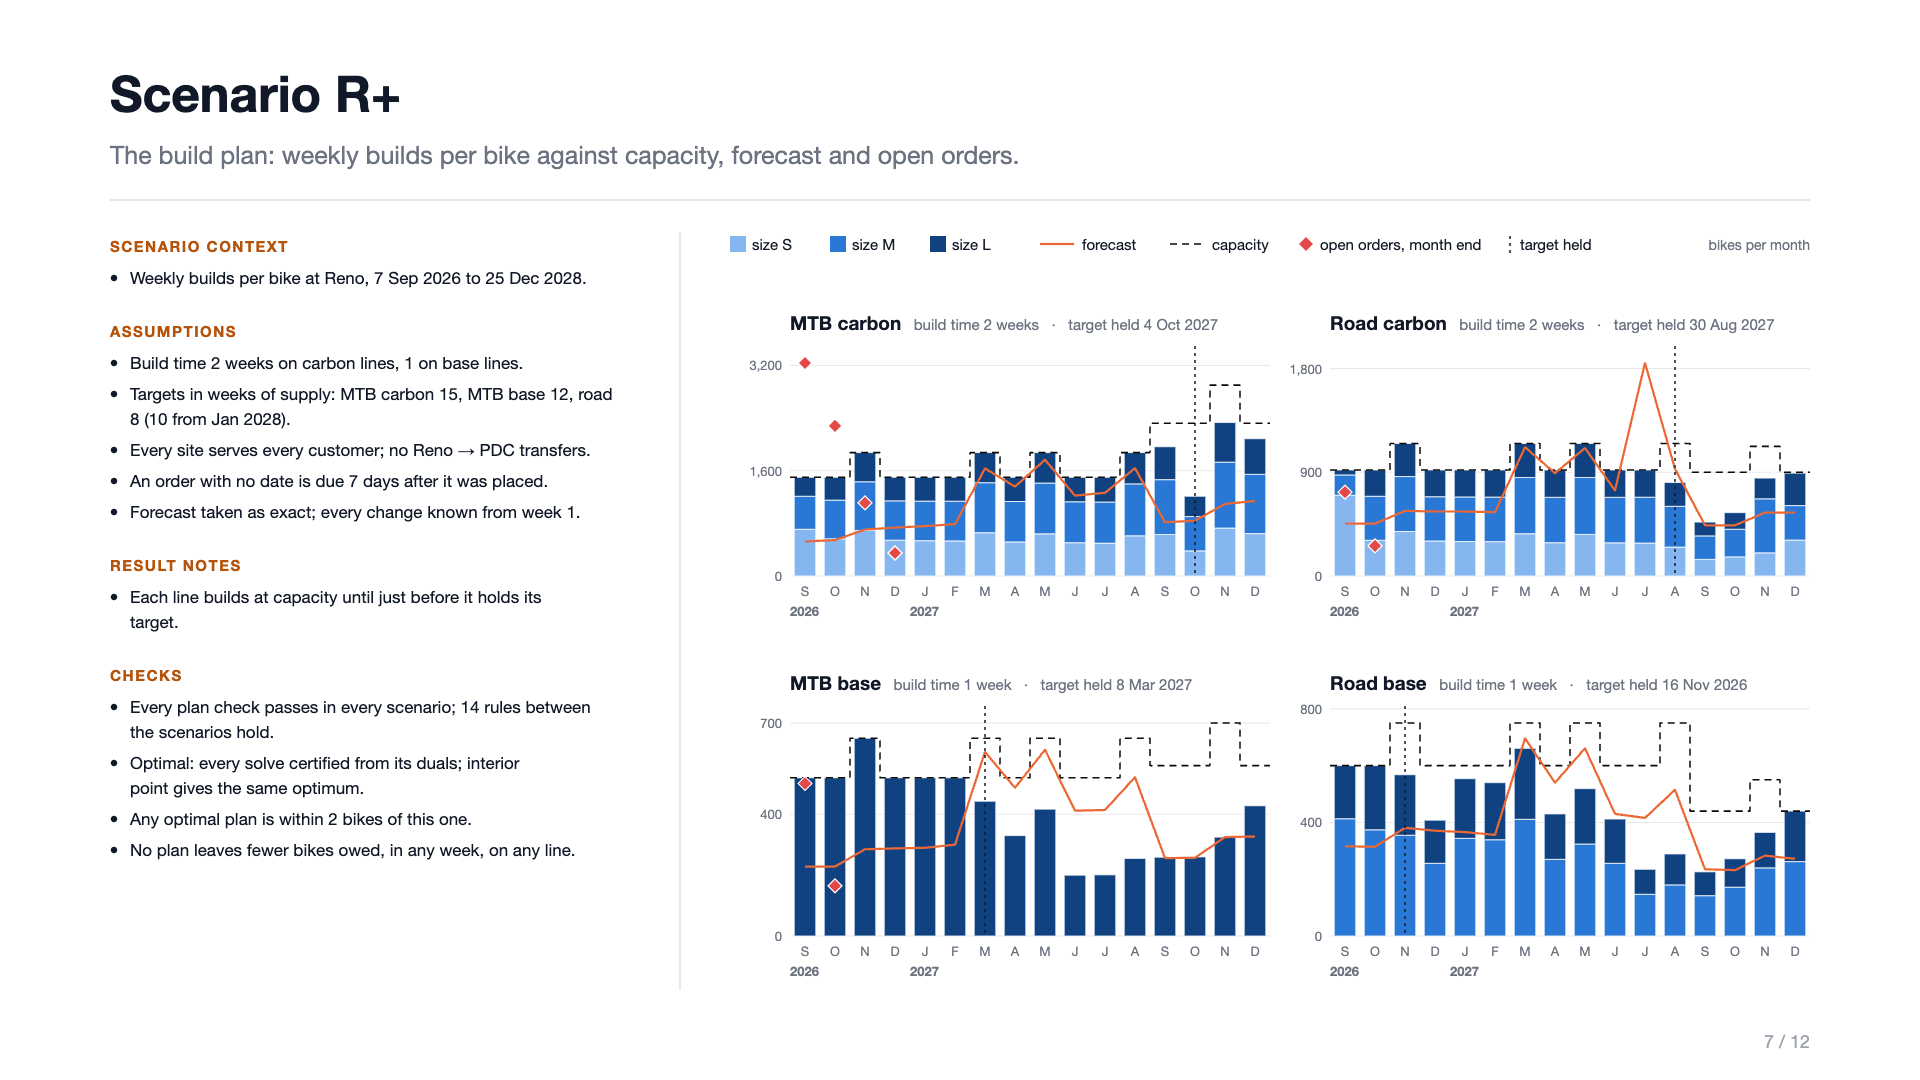 Scenario R+
The build plan: weekly builds per bike against capacity, forecast and open orders.
SCENARIO CONTEXT
• Weekly builds per bike at Reno, 7 Sep 2026 to 25 Dec 2028.
ASSUMPTIONS
• Build time 2 weeks on carbon lines, 1 on base lines.
• Targets in weeks of supply: MTB carbon 15, MTB base 12, road
8 (10 from Jan 2028).
• Every site serves every customer; no Reno → PDC transfers.
• An order with no date is due 7 days after it was placed.
• Forecast taken as exact; every change known from week 1.
RESULT NOTES
• Each line builds at capacity until just before it holds its
target.
CHECKS
• Every plan check passes in every scenario; 14 rules between
the scenarios hold.
• Optimal: every solve certified from its duals; interior
point gives the same optimum.
• Any optimal plan is within 2 bikes of this one.
• No plan leaves fewer bikes owed, in any week, on any line.
size S size M size L forecast capacity open orders, month end target held bikes per month
MTB carbon build time 2 weeks · target held 4 Oct 2027
3,200
1,600
0
S O N D J F M A M J J A S O N D
2026 2027
Road carbon build time 2 weeks · target held 30 Aug 2027
1,800
900
0
S O N D J F M A M J J A S O N D
2026 2027
MTB base build time 1 week · target held 8 Mar 2027
700
400
0
S O N D J F M A M J J A S O N D
2026 2027
Road base build time 1 week · target held 16 Nov 2026
800
400
0
S O N D J F M A M J J A S O N D
2026 2027
7 / 12